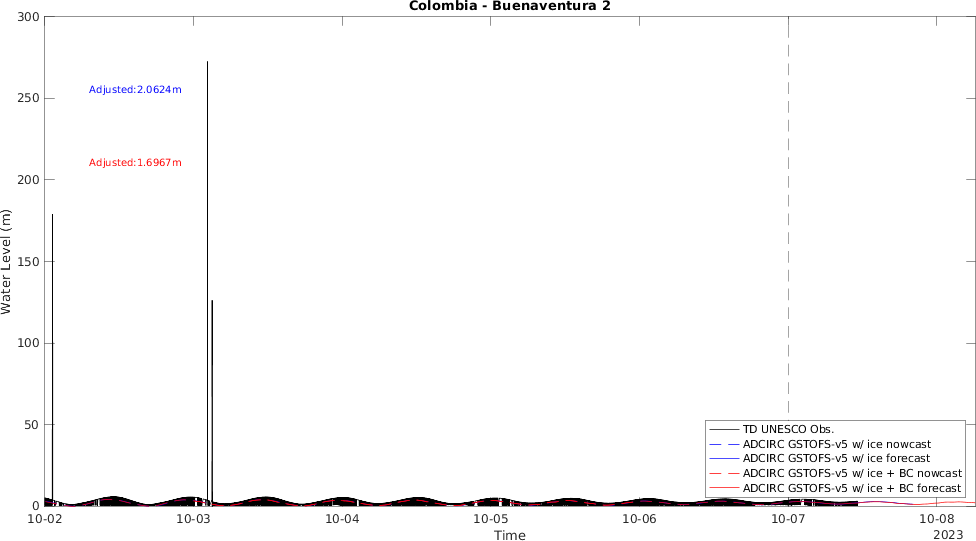 Colombia - Buenaventura 2
300
250
200
150
100
50
0
Water Level (m)
Adjusted:2.0624m
Adjusted:1.6967m
TD UNESCO Obs.
ADCIRC GSTOFS-v5 w/ ice nowcast
ADCIRC GSTOFS-v5 w/ ice forecast
ADCIRC GSTOFS-v5 w/ ice + BC nowcast
ADCIRC GSTOFS-v5 w/ ice + BC forecast
10-02 10-03 10-04 10-05 10-06 10-07 10-08
Time
2023